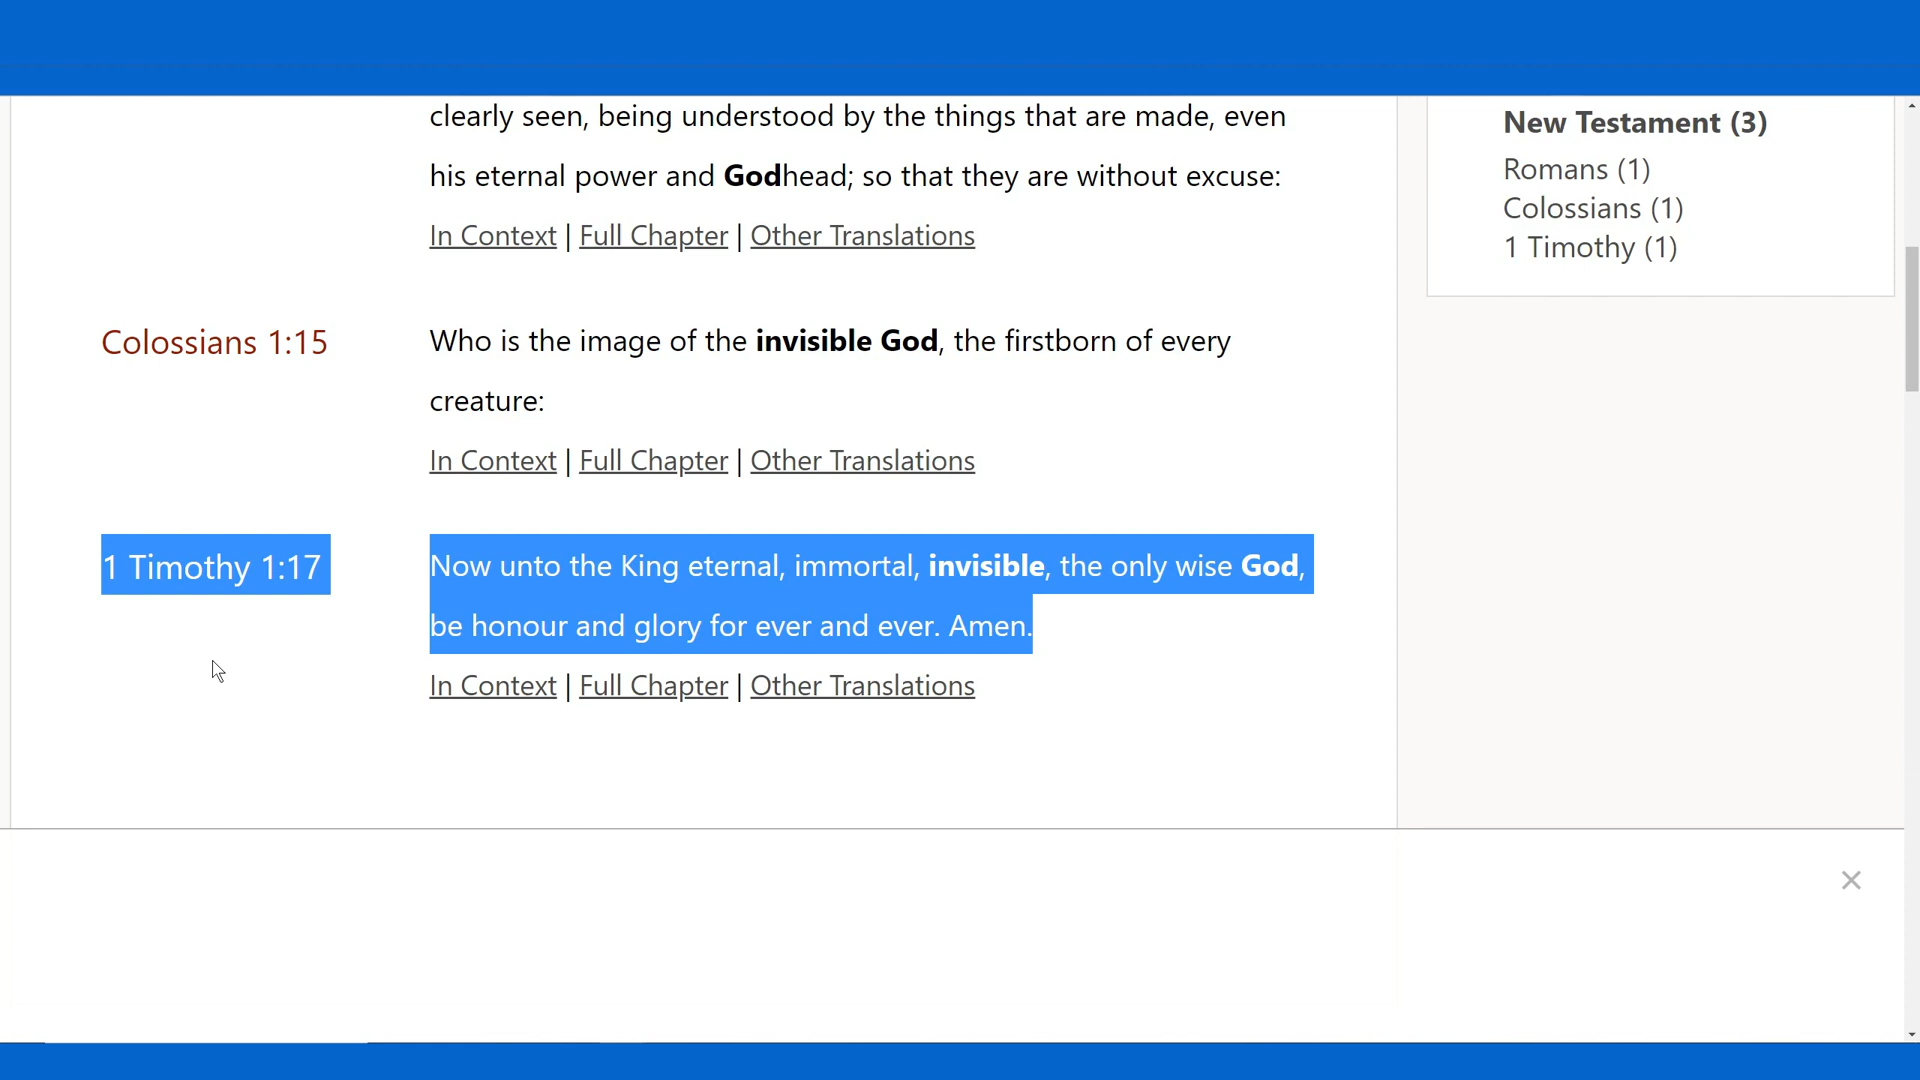 clearly seen, being understood by the things that are made, even
his eternal power and Godhead; so that they are without excuse:
In Context | Full Chapter | Other Translations
Colossians 1:15
Who is the image of the invisible God, the firstborn of every
creature:
In Context | Full Chapter | Other Translations
1 Timothy 1:17
Now unto the King eternal, immortal, invisible, the only wise God,
be honour and glory for ever and ever. Amen.
In Context | Full Chapter | Other Translations
New Testament (3)
Romans (1)
Colossians (1)
1 Timothy (1)